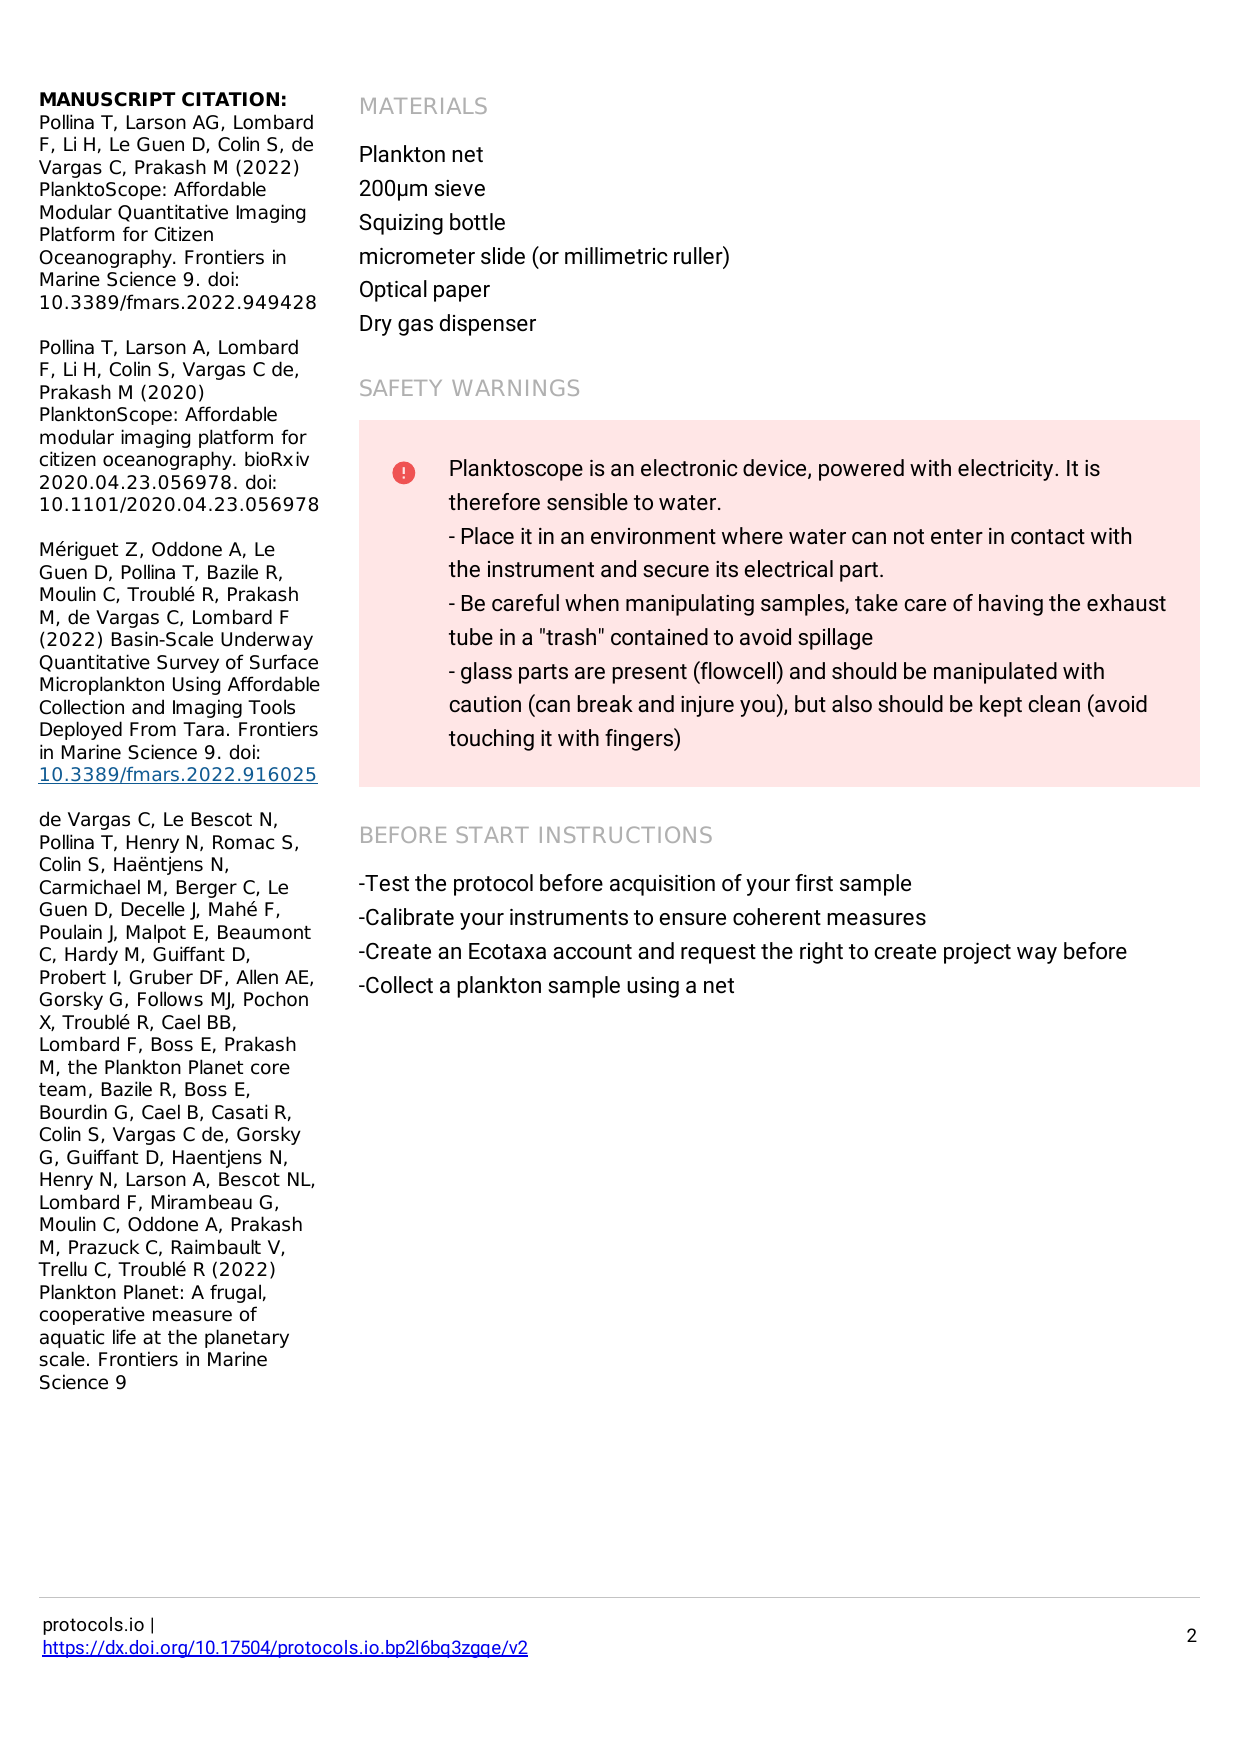 MANUSCRIPT CITATION:
Pollina T, Larson AG, Lombard
F, Li H, Le Guen D, Colin S, de
Vargas C, Prakash M (2022)
PlanktoScope: Affordable
Modular Quantitative Imaging
Platform for Citizen
Oceanography. Frontiers in
Marine Science 9. doi:
10.3389/fmars.2022.949428
Pollina T, Larson A, Lombard
F, Li H, Colin S, Vargas C de,
Prakash M (2020)
PlanktonScope: Affordable
modular imaging platform for
citizen oceanography. bioRxiv
2020.04.23.056978. doi:
10.1101/2020.04.23.056978
Mériguet Z, Oddone A, Le
Guen D, Pollina T, Bazile R,
Moulin C, Troublé R, Prakash
M, de Vargas C, Lombard F
(2022) Basin-Scale Underway
Quantitative Survey of Surface
Microplankton Using Affordable
Collection and Imaging Tools
Deployed From Tara. Frontiers
in Marine Science 9. doi:
10.3389/fmars.2022.916025
de Vargas C, Le Bescot N,
Pollina T, Henry N, Romac S,
Colin S, Haëntjens N,
Carmichael M, Berger C, Le
Guen D, Decelle J, Mahé F,
Poulain J, Malpot E, Beaumont
C, Hardy M, Guiffant D,
Probert I, Gruber DF, Allen AE,
Gorsky G, Follows MJ, Pochon
X, Troublé R, Cael BB,
Lombard F, Boss E, Prakash
M, the Plankton Planet core
team, Bazile R, Boss E,
Bourdin G, Cael B, Casati R,
Colin S, Vargas C de, Gorsky
G, Guiffant D, Haentjens N,
Henry N, Larson A, Bescot NL,
Lombard F, Mirambeau G,
Moulin C, Oddone A, Prakash
M, Prazuck C, Raimbault V,
Trellu C, Troublé R (2022)
Plankton Planet: A frugal,
cooperative measure of
aquatic life at the planetary
scale. Frontiers in Marine
Science 9
MATERIALS
Plankton net
200µm sieve
Squizing bottle
micrometer slide (or millimetric ruller)
Optical paper
Dry gas dispenser
SAFETY WARNINGS
Planktoscope is an electronic device, powered with electricity. It is
therefore sensible to water.
- Place it in an environment where water can not enter in contact with
the instrument and secure its electrical part.
- Be careful when manipulating samples, take care of having the exhaust
tube in a "trash" contained to avoid spillage
- glass parts are present (flowcell) and should be manipulated with
caution (can break and injure you), but also should be kept clean (avoid
touching it with fingers)
BEFORE START INSTRUCTIONS
-Test the protocol before acquisition of your first sample
-Calibrate your instruments to ensure coherent measures
-Create an Ecotaxa account and request the right to create project way before
-Collect a plankton sample using a net
protocols.io |
https://dx.doi.org/10.17504/protocols.io.bp2l6bq3zgqe/v2
2